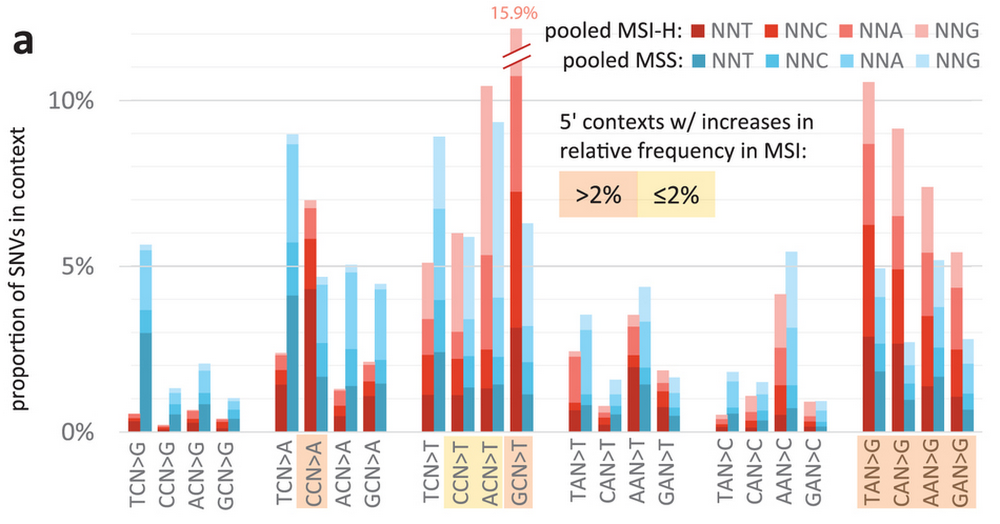 a
15.9%
pooled MSI-H: NNT NNC NNA NNG
pooled MSS: NNT NNC NNA NNG
10%
5%
0%
proportion of SNVs in context
5' contexts w/ increases in
relative frequency in MSI:
>2% ≤2%
TCN>G CCN>G ACN>G GCN>G TCN>A CCN>A ACN>A GCN>A TCN>T CCN>T ACN>T GCN>T TAN>T CAN>T AAN>T GAN>T TAN>C CAN>C AAN>C GAN>C TAN>G CAN>G AAN>G GAN>G